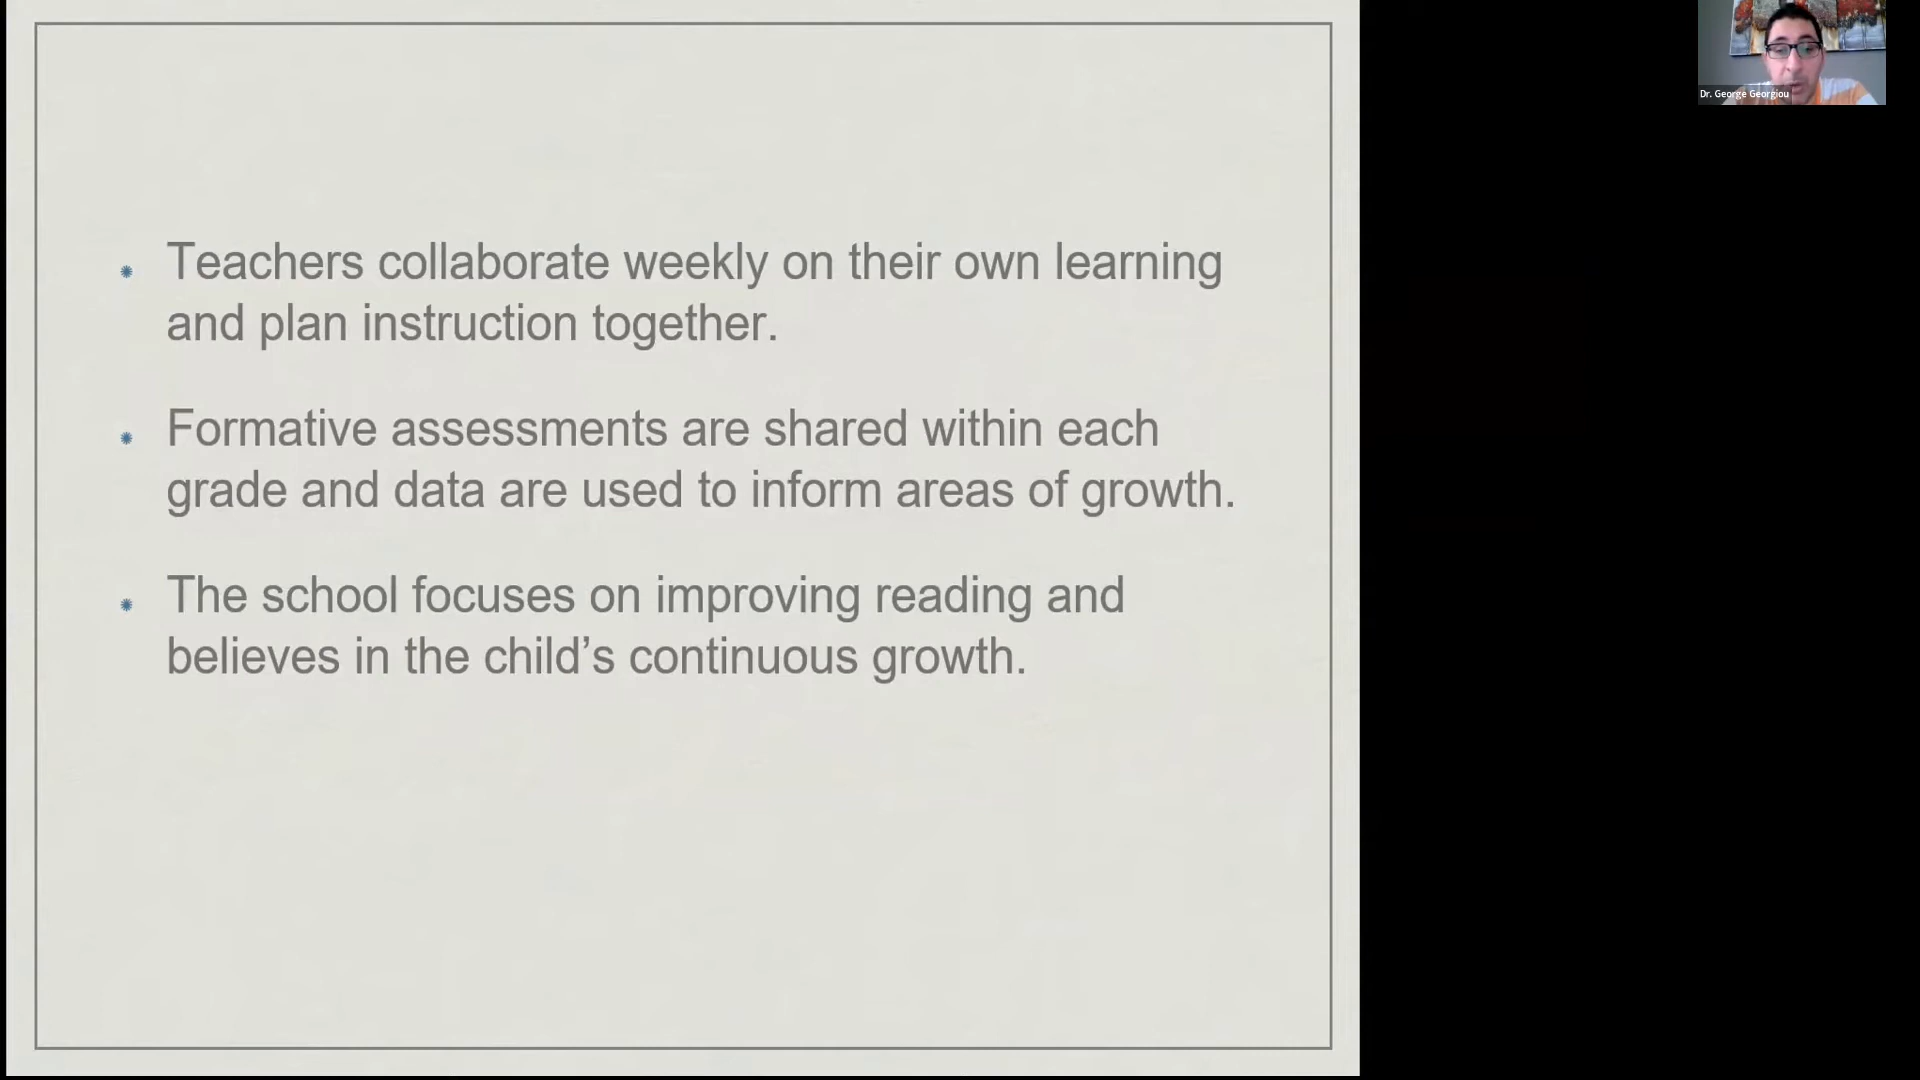 Teachers collaborate weekly on their own learning
and plan instruction together.
Formative assessments are shared within each
grade and data are used to inform areas of growth.
The school focuses on improving reading and
believes in the child’s continuous growth.
Dr. George Georgiou